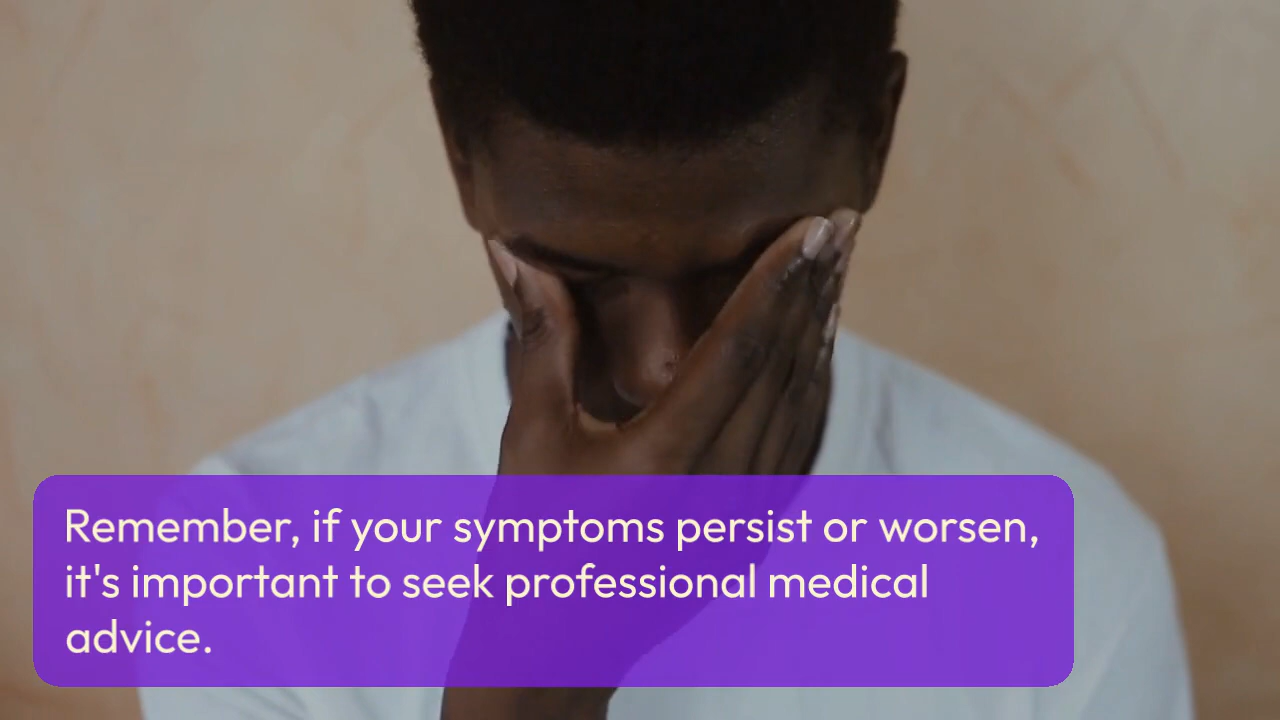 Remember, if your symptoms persist or worsen,
it's important to seek professional medical
advice.